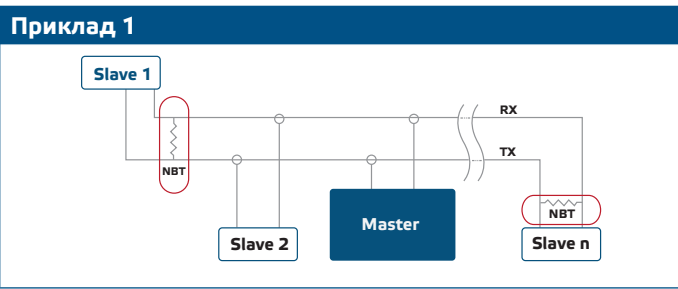 Приклад 1
Slave 1
RX
TX
NBT
NBT
Master
Slave 2
Slave n